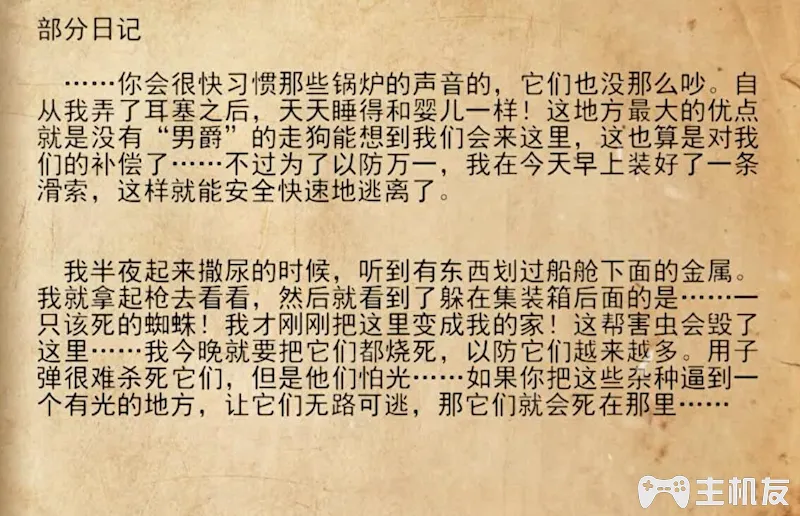 部分日记
……你会很快习惯那些锅炉的声音的，它们也没那么吵。自
从我弄了耳塞之后，天天睡得和婴儿一样！这地方最大的优点
就是没有“男爵”的走狗能想到我们会来这里，这也算是对我
们的补偿了……不过为了以防万一，我在今天早上装好了一条
滑索，这样就能安全快速地逃离了。
我半夜起来撒尿的时候，听到有东西划过船舱下面的金属。
我就拿起枪去看看，然后就看到了躲在集装箱后面的是……一
只该死的蜘蛛！我才刚刚把这里变成我的家！这帮害虫会毁了
这里……我今晚就要把它们都烧死，以防它们越来越多。用子
弹很难杀死它们，但是他们怕光……如果你把这些杂种逼到一
个有光的地方，让它们无路可逃，那它们就会死在那里……
主机友